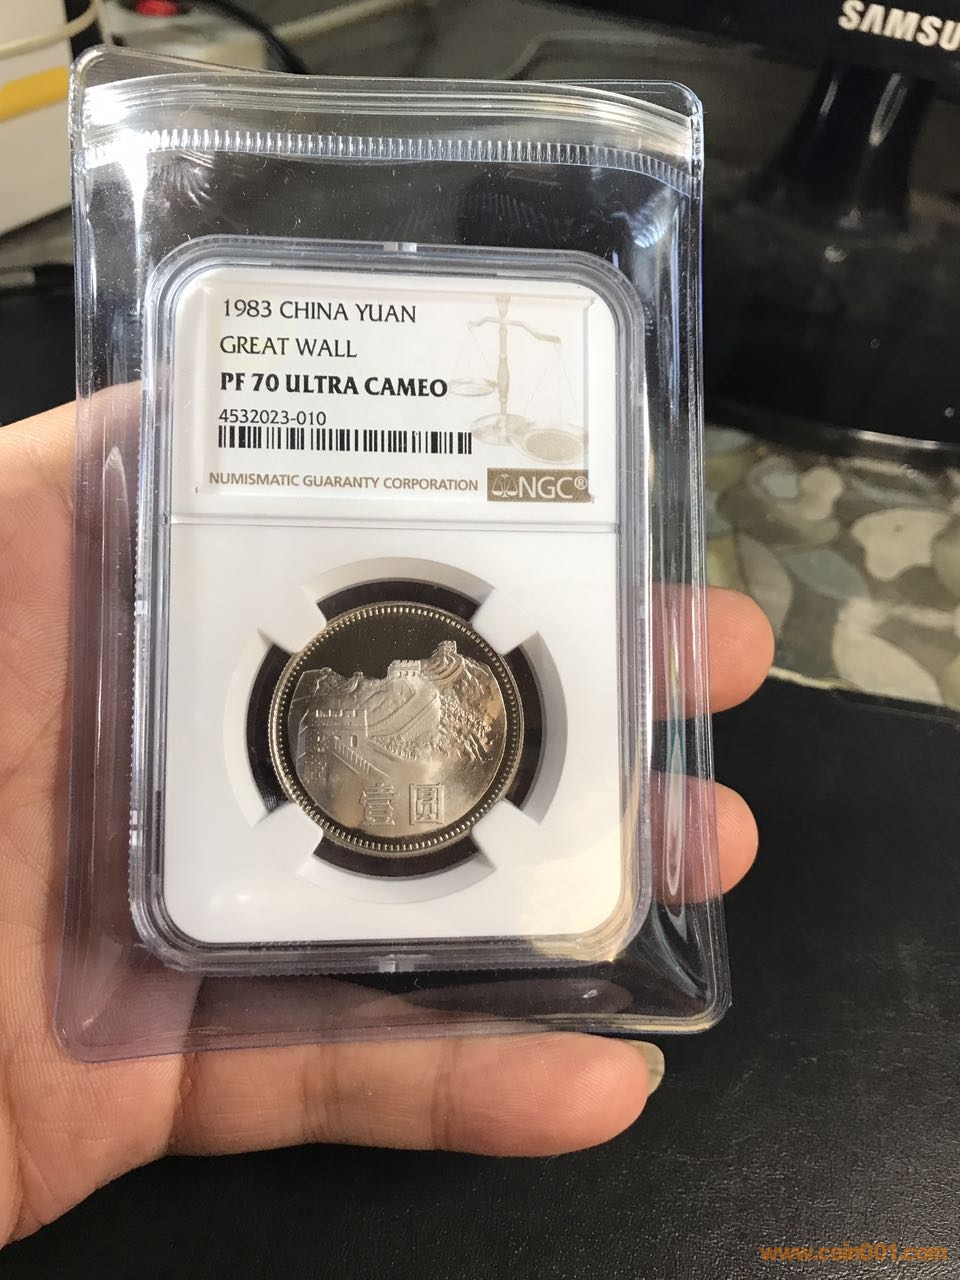 SAMSU
1983 CHINA YUAN
GREAT WALL
PF 70 ULTRA CAMEO
4532023-010
NUMISMATIC GUARANTY CORPORATION
NGC®
壹 圆
www.coin001.com